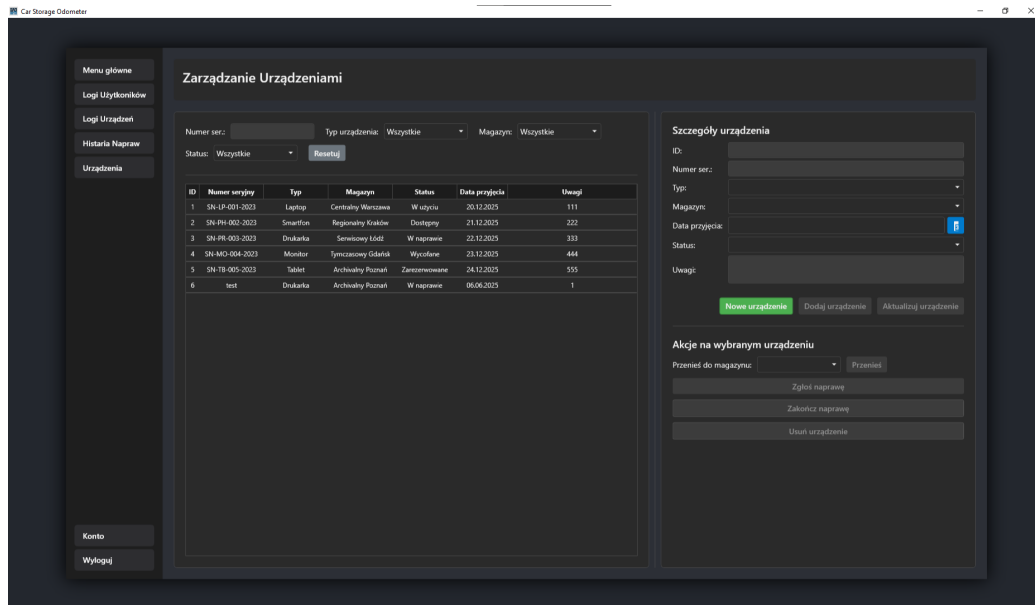 Car Storage Odometer
Menu główne
Logi Użytkoników
Logi Urządzeń
Histaria Napraw
Urządzenia
Konto
Wyloguj
Zarządzanie Urządzeniami
Numer ser.: Typ urządzenia: Wszystkie Magazyn: Wszystkie
Status: Wszystkie Resetuj
ID Numer seryjny Typ Magazyn Status Data przyjęcia Uwagi
1 SN-LP-001-2023 Laptop Centralny Warszawa W użyciu 20.12.2025 111
2 SN-PH-002-2023 Smartfon Regionalny Kraków Dostępny 21.12.2025 222
3 SN-PR-003-2023 Drukarka Serwisowy Łódź W naprawie 22.12.2025 333
4 SN-MO-004-2023 Monitor Tymczasowy Gdańsk Wycofane 23.12.2025 444
5 SN-TB-005-2023 Tablet Archivalny Poznań Zarezerwowane 24.12.2025 555
6 test Drukarka Archivalny Poznań W naprawie 06.06.2025 1
Szczegóły urządzenia
ID:
Numer ser.:
Typ:
Magazyn:
Data przyjęcia:
Status:
Uwagi:
Nowe urządzenie Dodaj urządzenie Aktualizuj urządzenie
Akcje na wybranym urządzeniu
Przenieś do magazynu: Przenieś
Zgłoś naprawę
Zakończ naprawę
Usuń urządzenie